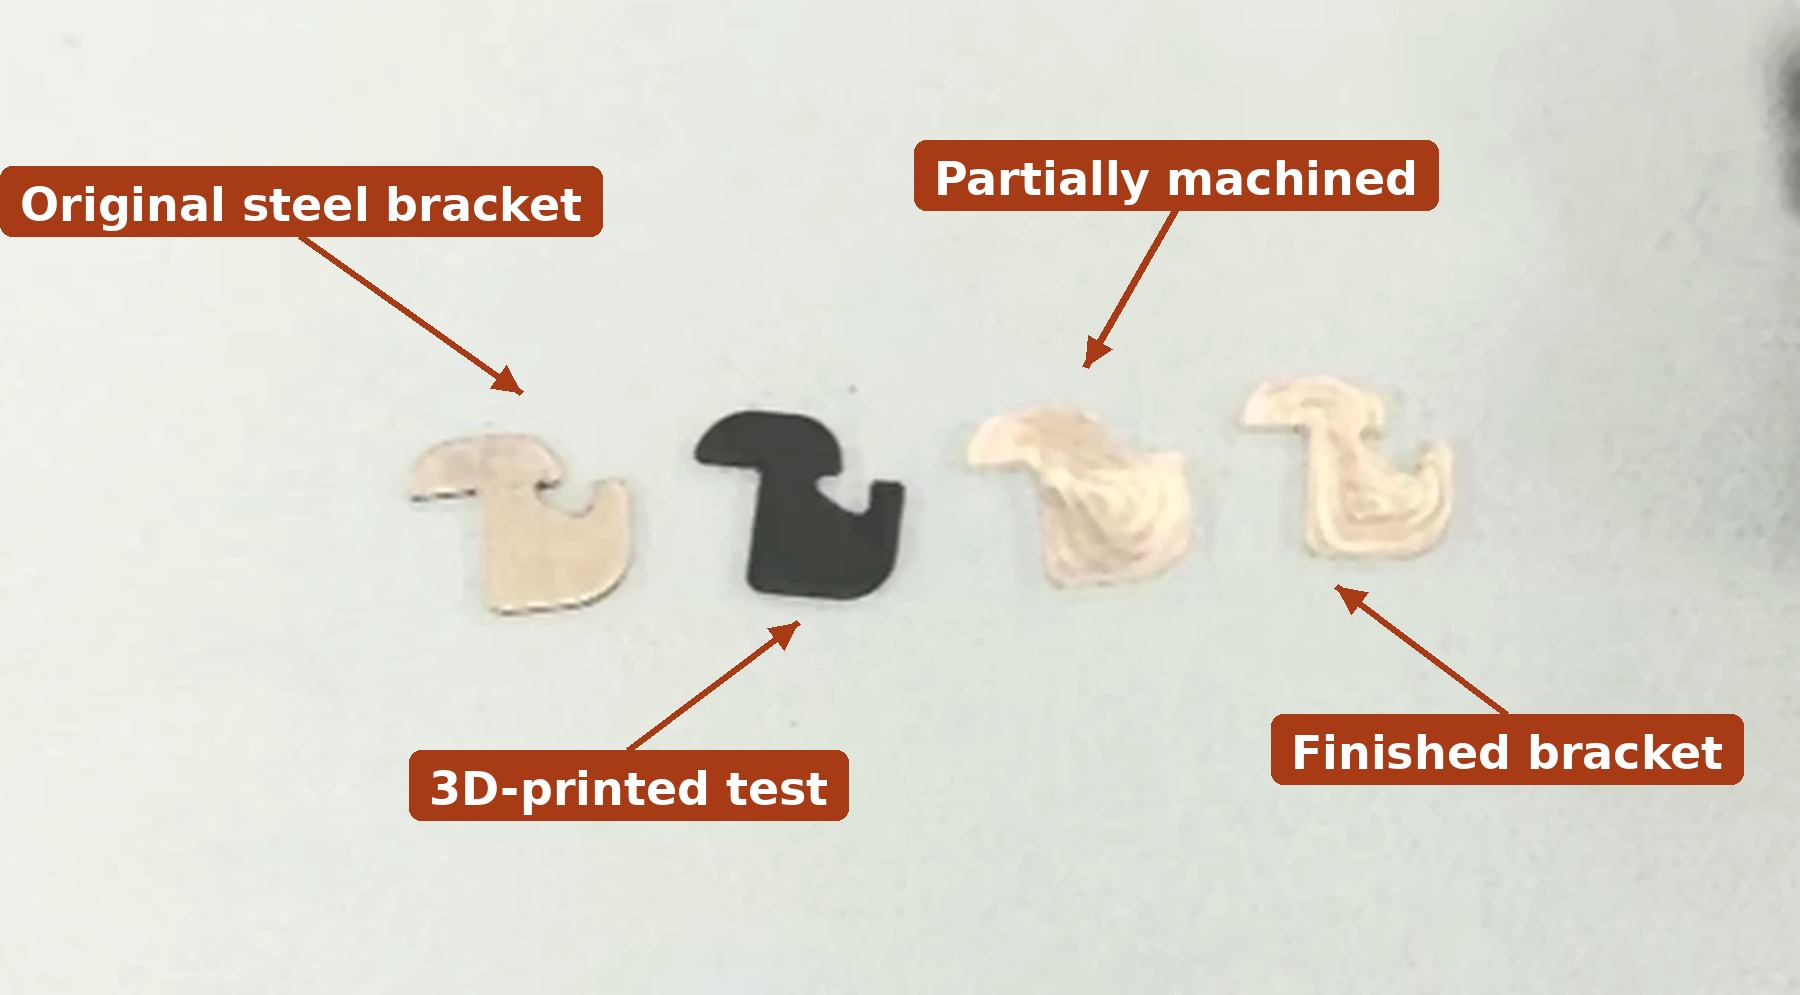 Partially machined
Original steel bracket
Finished bracket
3D-printed test